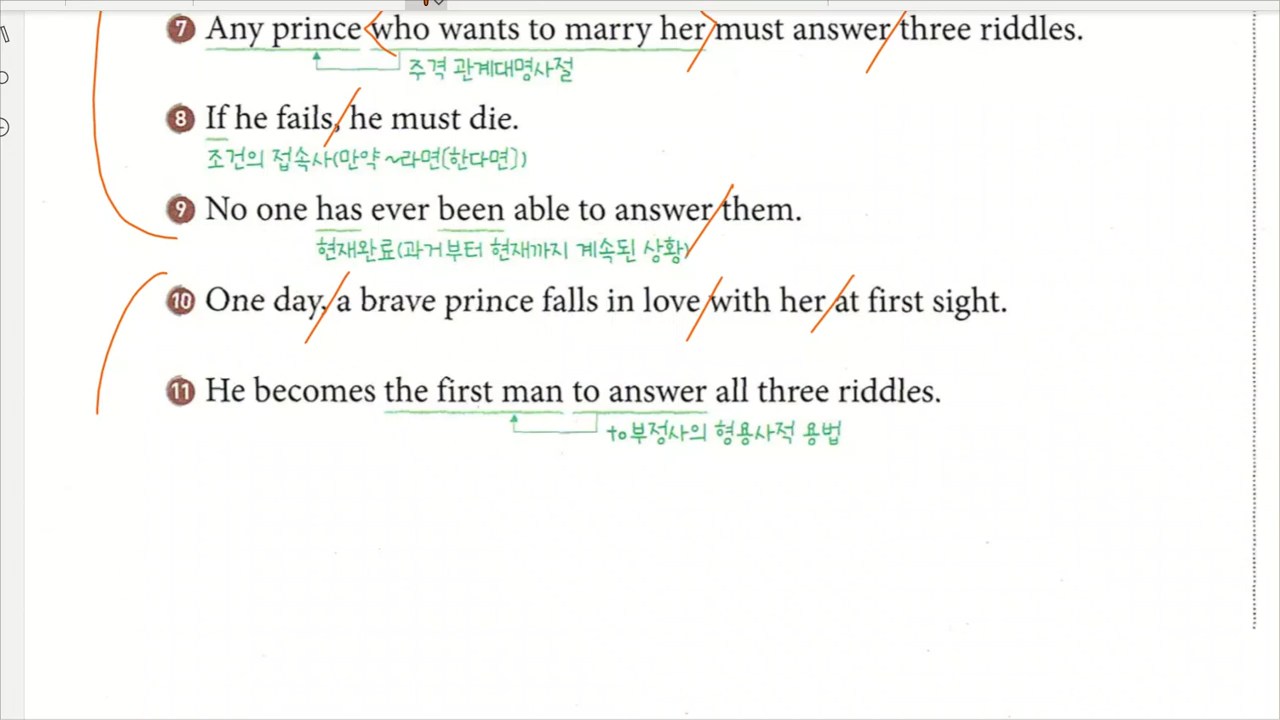 7 Any prince who wants to marry her must answer three riddles.
주격 관계대명사절
8 If he fails, he must die.
조건의 접속사(만약 ~라면(한다면))
9 No one has ever been able to answer them.
현재완료(과거부터 현재까지 계속된 상황)
10 One day, a brave prince falls in love with her at first sight.
11 He becomes the first man to answer all three riddles.
to부정사의 형용사적 용법